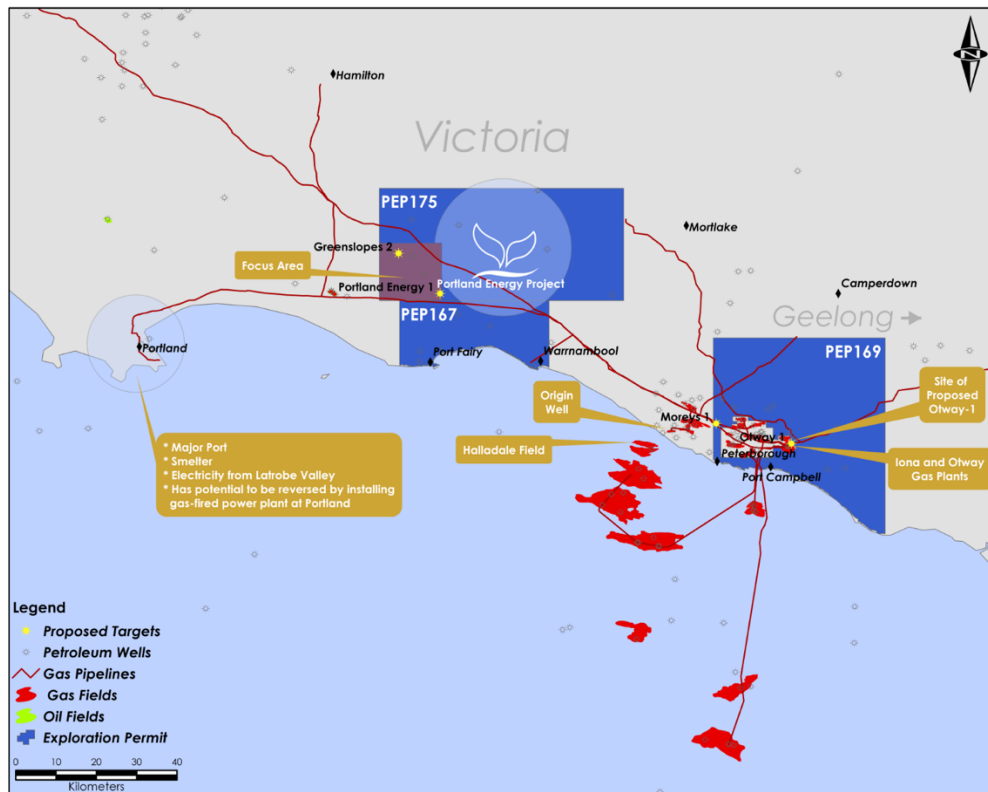 N
Hamilton
Victoria
PEP175
Greenslopes 2
Mortlake
Focus Area
Portland Energy 1
Portland Energy Project
Camperdown
PEP167
Geelong
Portland
Port Fairy
Warrnambool
PEP169
Origin
Well
Moreys 1
Site of
Proposed
Otway-1
Halladale Field
Otway 1
Peterborough
Port Campbell
Iona and Otway
Gas Plants
* Major Port
* Smelter
* Electricity from Latrobe Valley
* Has potential to be reversed by installing
gas-fired power plant at Portland
Legend
Proposed Targets
Petroleum Wells
Gas Pipelines
Gas Fields
Oil Fields
Exploration Permit
0 10 20 30 40
Kilometers